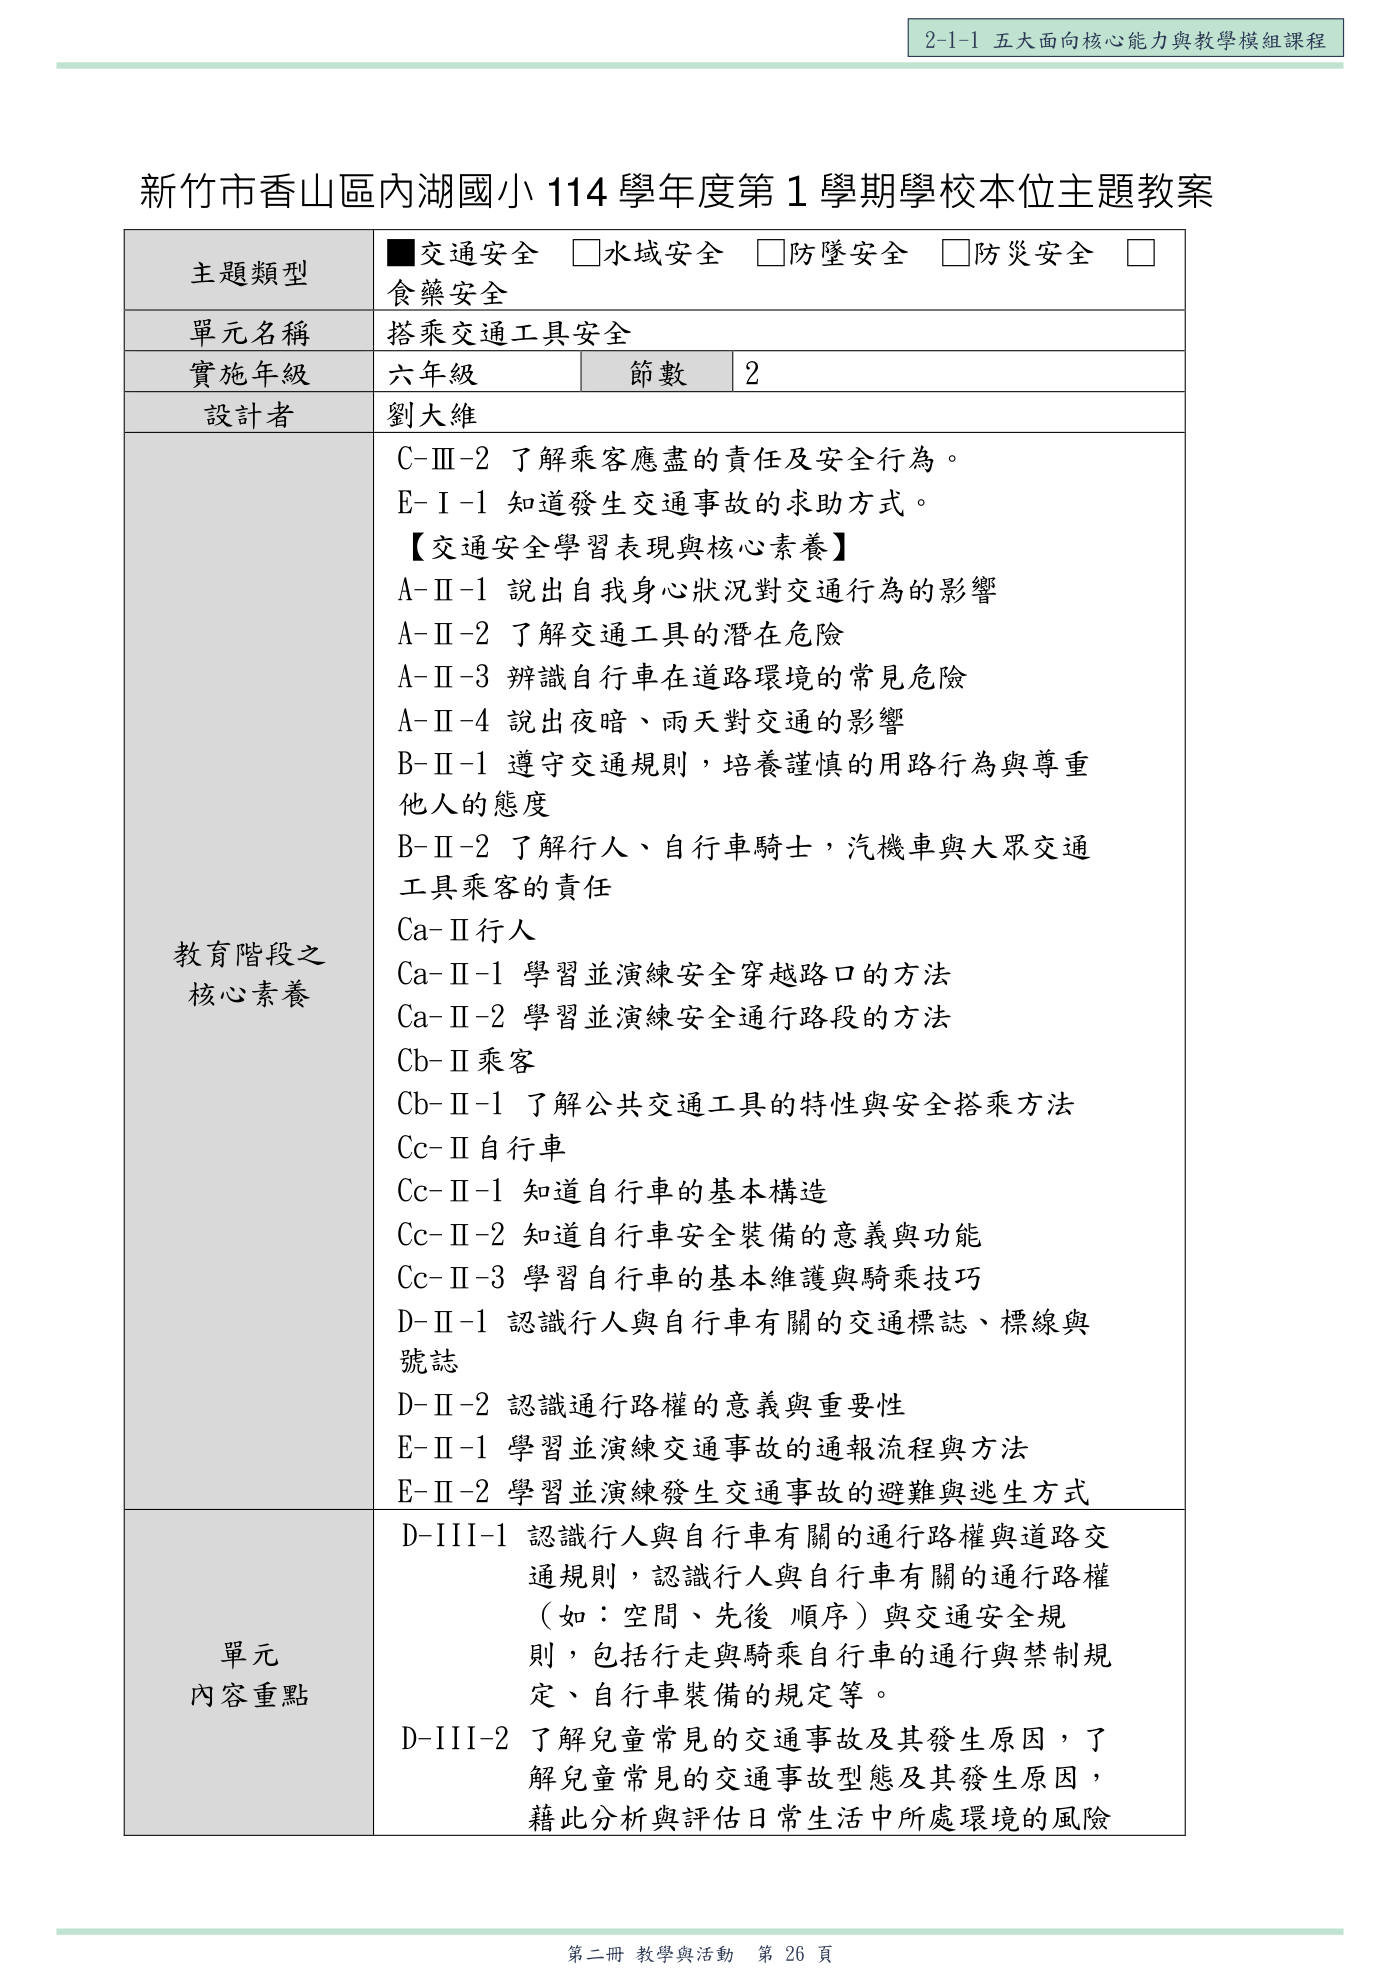 2-1-1 五大面向核心能力與教學模組課程
新竹市香山區內湖國小 114 學年度第 1 學期學校本位主題教案
主題類型
■交通安全 □水域安全 □防墜安全 □防災安全 □
食藥安全
單元名稱 搭乘交通工具安全
實施年級 六年級 節數 2
設計者 劉大維
教育階段之
核心素養
C-Ⅲ-2 了解乘客應盡的責任及安全行為。
E-Ⅰ-1 知道發生交通事故的求助方式。
【交通安全學習表現與核心素養】
A-Ⅱ-1 說出自我身心狀況對交通行為的影響
A-Ⅱ-2 了解交通工具的潛在危險
A-Ⅱ-3 辨識自行車在道路環境的常見危險
A-Ⅱ-4 說出夜暗、雨天對交通的影響
B-Ⅱ-1 遵守交通規則，培養謹慎的用路行為與尊重
他人的態度
B-Ⅱ-2 了解行人、自行車騎士，汽機車與大眾交通
工具乘客的責任
Ca-Ⅱ行人
Ca-Ⅱ-1 學習並演練安全穿越路口的方法
Ca-Ⅱ-2 學習並演練安全通行路段的方法
Cb-Ⅱ乘客
Cb-Ⅱ-1 了解公共交通工具的特性與安全搭乘方法
Cc-Ⅱ自行車
Cc-Ⅱ-1 知道自行車的基本構造
Cc-Ⅱ-2 知道自行車安全裝備的意義與功能
Cc-Ⅱ-3 學習自行車的基本維護與騎乘技巧
D-Ⅱ-1 認識行人與自行車有關的交通標誌、標線與
號誌
D-Ⅱ-2 認識通行路權的意義與重要性
E-Ⅱ-1 學習並演練交通事故的通報流程與方法
E-Ⅱ-2 學習並演練發生交通事故的避難與逃生方式
單元
內容重點
D-III-1 認識行人與自行車有關的通行路權與道路交
通規則，認識行人與自行車有關的通行路權
（如：空間、先後 順序）與交通安全規
則，包括行走與騎乘自行車的通行與禁制規
定、自行車裝備的規定等。
D-III-2 了解兒童常見的交通事故及其發生原因，了
解兒童常見的交通事故型態及其發生原因，
藉此分析與評估日常生活中所處環境的風險
第二冊 教學與活動 第 26 頁